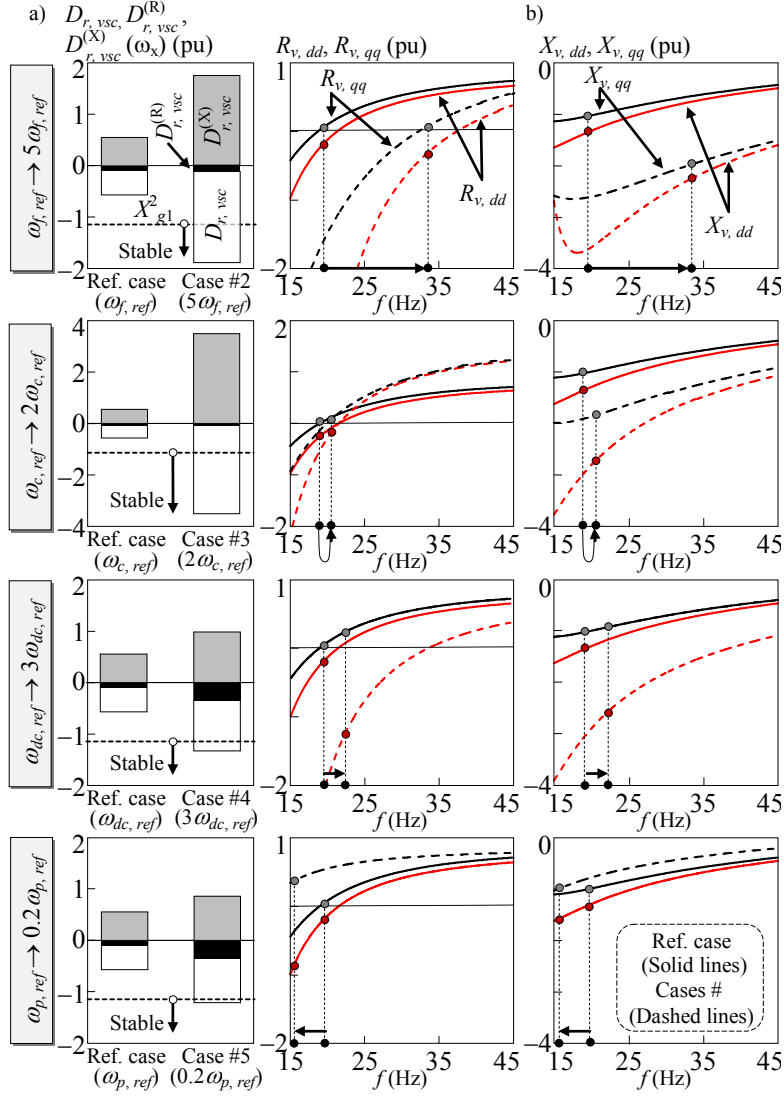 a)
D_{r, vsc}, D^{(R)}_{r, vsc},
D^{(X)}_{r, vsc} (ω_x) (pu)
R_{v, dd}, R_{v, qq} (pu)
b)
X_{v, dd}, X_{v, qq} (pu)
ω_{f, ref} → 5ω_{f, ref}
2
1
0
−1
−2
D^{(R)}_{r, vsc}
D^{(X)}_{r, vsc}
D_{r, vsc}
X^2_{g1}
Stable
Ref. case
(ω_{f, ref})
Case #2
(5ω_{f, ref})
1
−2
R_{v, qq}
R_{v, dd}
15 25 35 45
f (Hz)
0
−4
X_{v, qq}
X_{v, dd}
15 25 35 45
f (Hz)
ω_{c, ref} → 2ω_{c, ref}
4
2
0
−2
−4
Stable
Ref. case
(ω_{c, ref})
Case #3
(2ω_{c, ref})
2
−2
15 25 35 45
f (Hz)
0
−4
15 25 35 45
f (Hz)
ω_{dc, ref} → 3ω_{dc, ref}
2
1
0
−1
−2
Stable
Ref. case
(ω_{dc, ref})
Case #4
(3ω_{dc, ref})
1
−2
15 25 35 45
f (Hz)
0
−4
15 25 35 45
f (Hz)
ω_{p, ref} → 0.2ω_{p, ref}
2
1
0
−1
−2
Stable
Ref. case
(ω_{p, ref})
Case #5
(0.2ω_{p, ref})
1
−2
15 25 35 45
f (Hz)
0
−4
Ref. case
(Solid lines)
Cases #
(Dashed lines)
15 25 35 45
f (Hz)